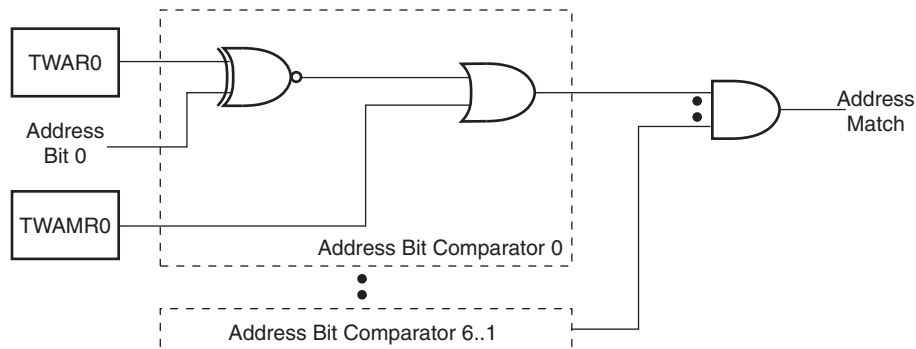 TWAR0
Address
Bit 0
Address
Match
TWAMR0
Address Bit Comparator 0
Address Bit Comparator 6..1